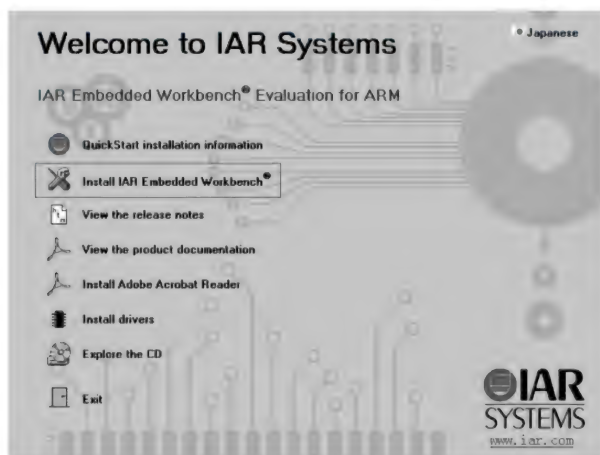 Welcome to IAR Systems
Japanese
IAR Embedded Workbench® Evaluation for ARM
QuickStart installation information
Install IAR Embedded Workbench®
View the release notes
View the product documentation
Install Adobe Acrobat Reader
Install drivers
Explore the CD
Exit
IAR
SYSTEMS
www.iar.com